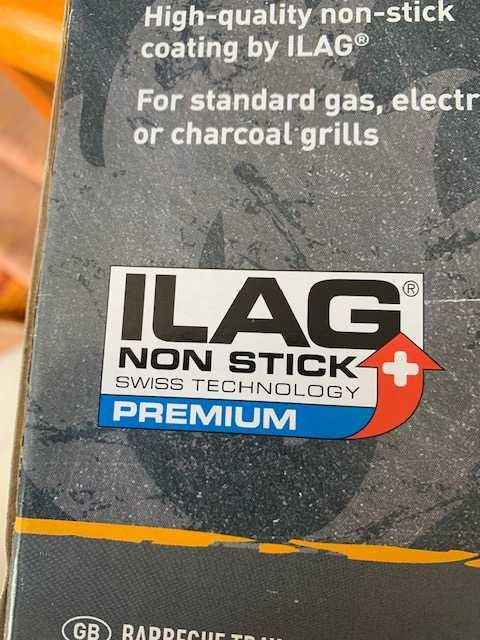 High-quality non-stick
coating by ILAG®
For standard gas,
or charcoal grills
ILAG®
NON STICK
SWISS TECHNOLOGY
PREMIUM
GB BARBECUE